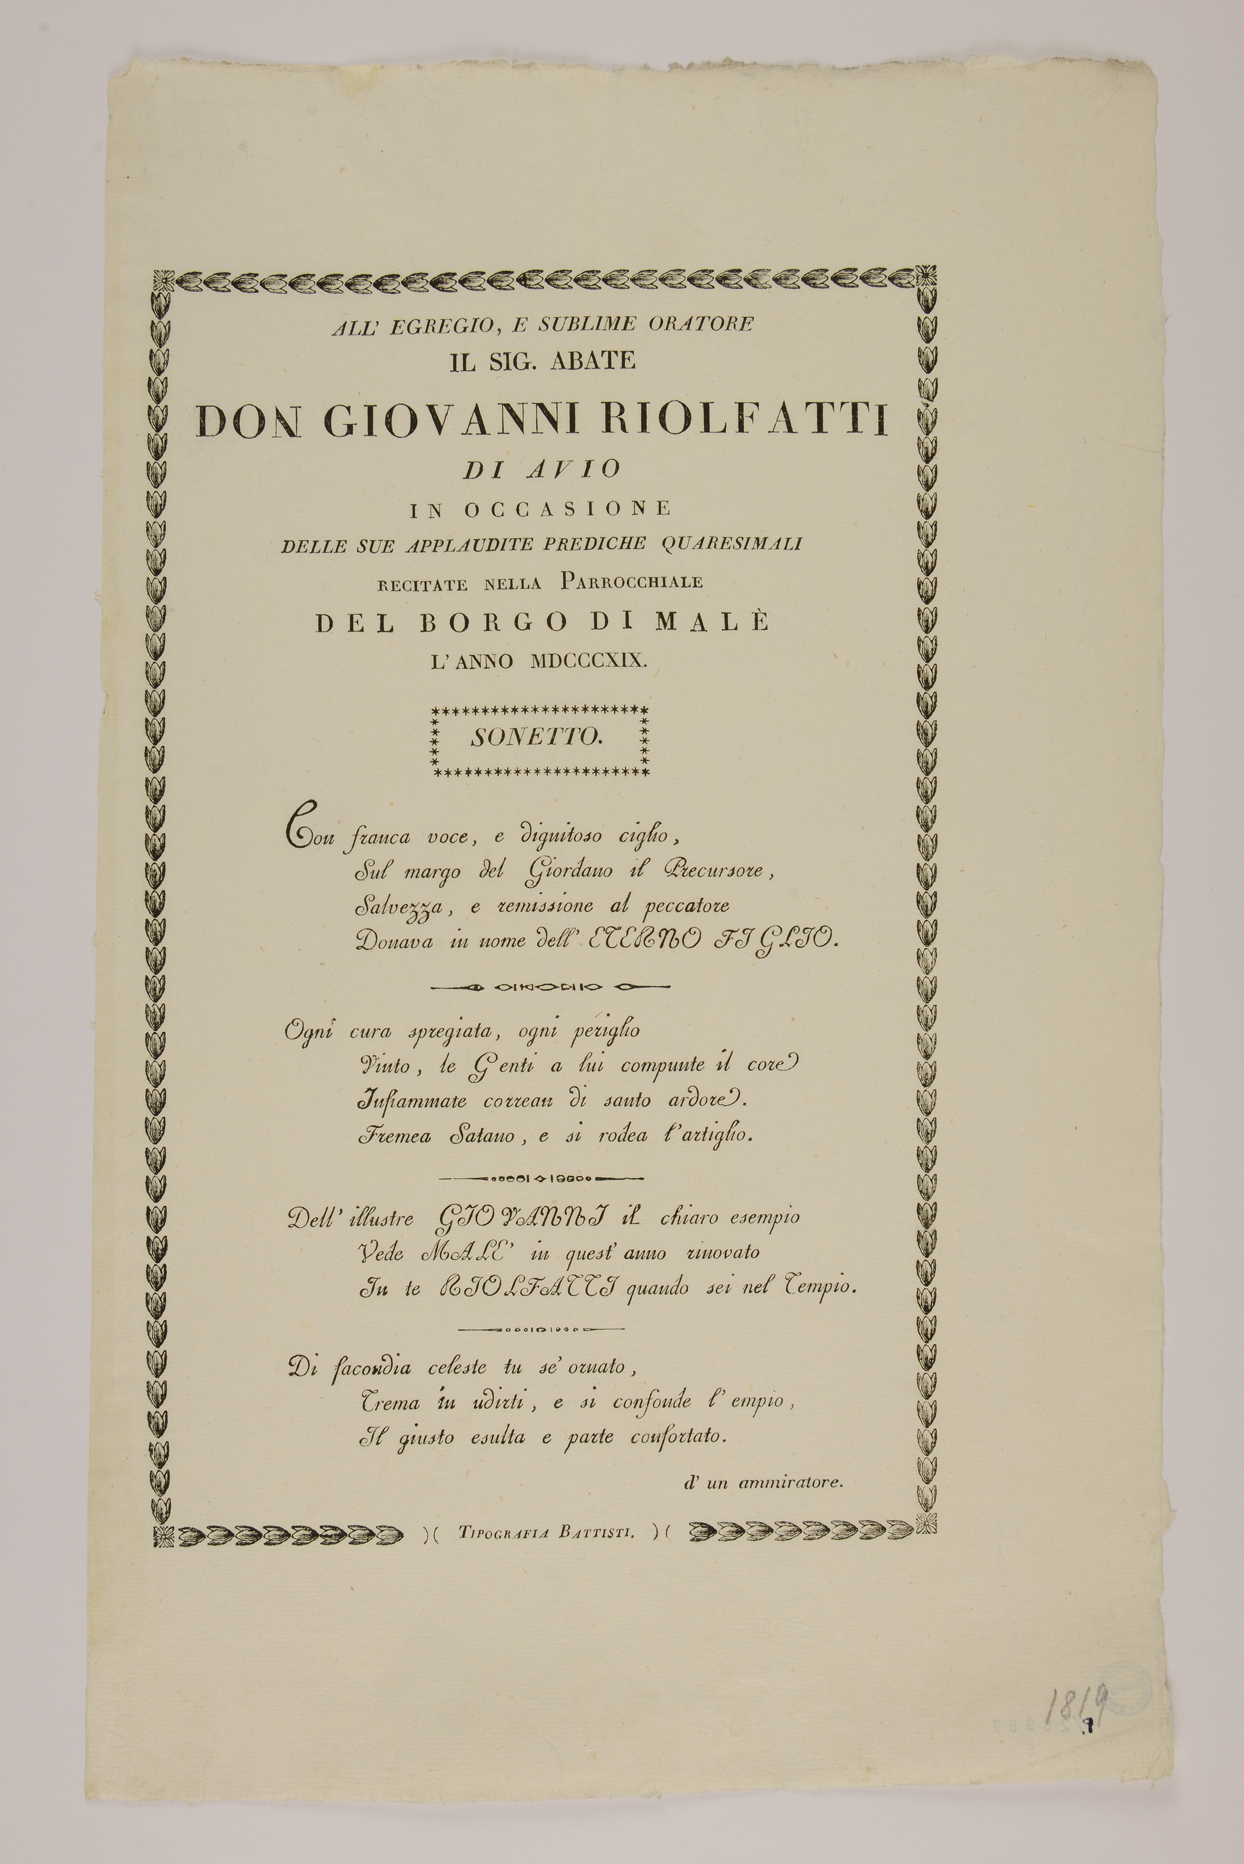 ALL' EGREGIO, E SUBLIME ORATORE
IL SIG. ABATE
DON GIOVANNI RIOLFATTI
DI AVIO
IN OCCASIONE
DELLE SUE APPLAUDITE PREDICHE QUARESIMALI
RECITATE NELLA PARROCCHIALE
DEL BORGO DI MALÈ
L'ANNO MDCCCXIX.
SONETTO.
Con franca voce, e dignitoso ciglio,
Sul margo del Giordano il Precursore,
Salvezza, e remissione al peccatore
Donava in nome dell' ETERNO FIGLIO.
Ogni cura spregiata, ogni periglio
Vinto, le Genti a lui compunte il core
Infiammate correan di santo ardore.
Fremea Satano, e si rodea l'artiglio.
Dell' illustre GIOVANNI il chiaro esempio
Vede MALE' in quest' anno rinovato
In te RIOLFATTI quando sei nel Tempio.
Di facondia celeste tu se' ornato,
Trema in udirti, e si confonde l' empio,
Il giusto esulta e parte confortato.
d' un ammiratore.
)( TIPOGRAFIA BATTISTI. )(
1819